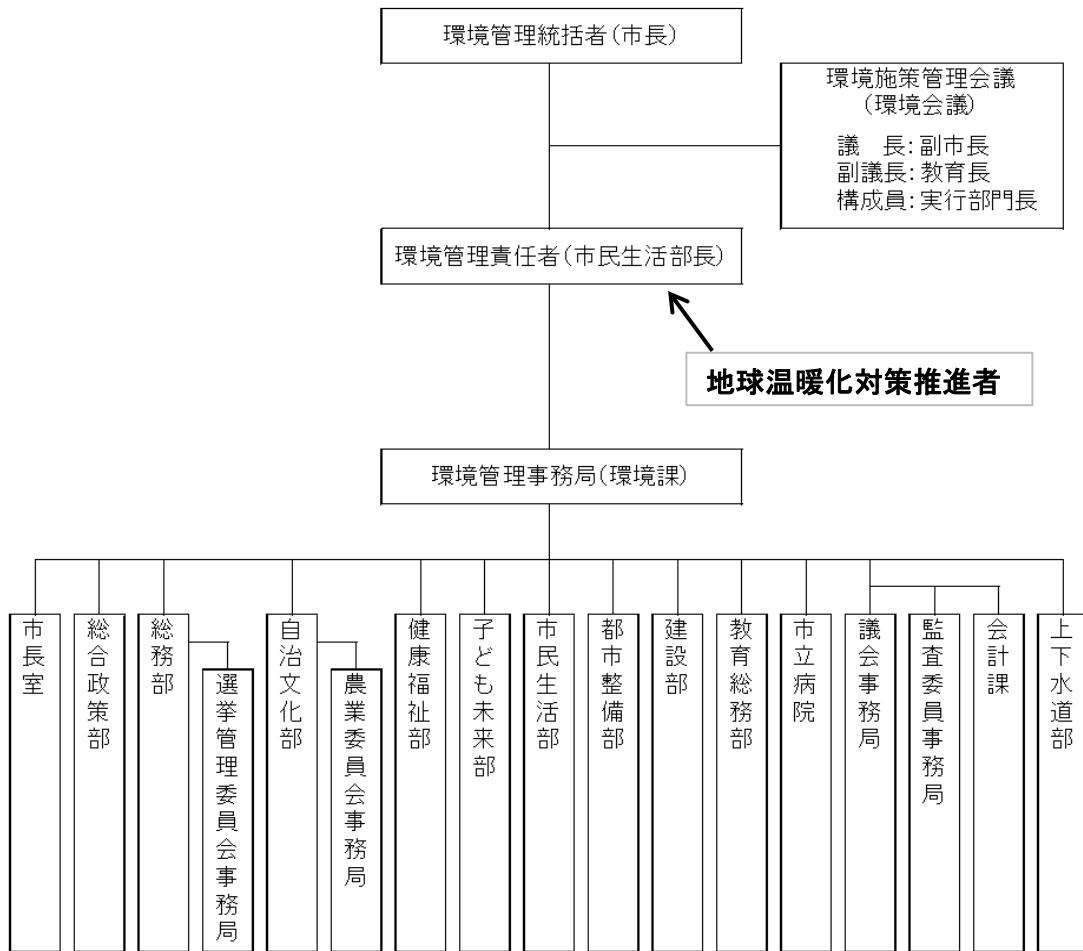 環境管理統括者(市長)
環境施策管理会議
(環境会議)
議　長:副市長
副議長:教育長
構成員:実行部門長
環境管理責任者(市民生活部長)
地球温暖化対策推進者
環境管理事務局(環境課)
市長室
総合政策部
総務部
選挙管理委員会事務局
自治文化部
農業委員会事務局
健康福祉部
子ども未来部
市民生活部
都市整備部
建設部
教育総務部
市立病院
議会事務局
監査委員事務局
会計課
上下水道部